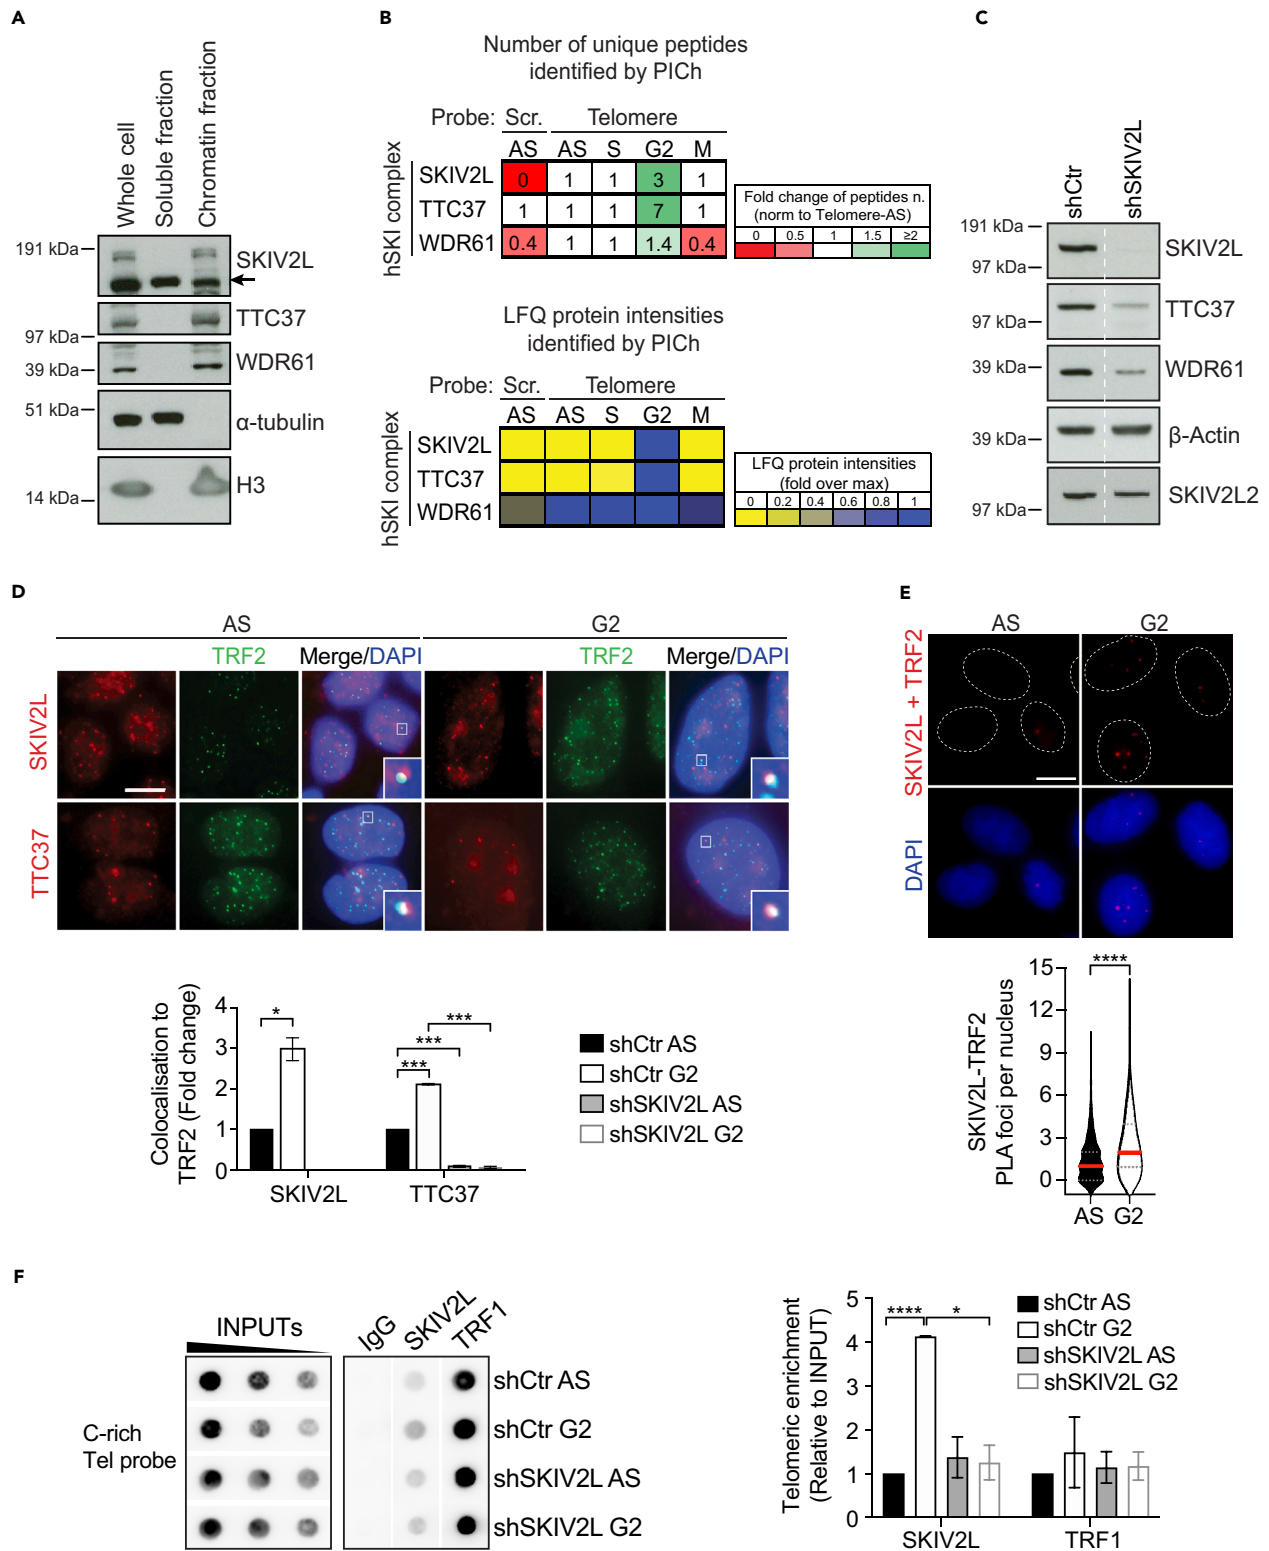 A
Whole cell
Soluble fraction
Chromatin fraction
191 kDa
SKIV2L
TTC37
97 kDa
39 kDa
WDR61
51 kDa
α-tubulin
14 kDa
H3
B
Number of unique peptides
identified by PICh
Probe: Scr. Telomere
AS AS S G2 M
hSKI complex
SKIV2L 0 1 1 3 1
TTC37 1 1 1 7 1
WDR61 0.4 1 1 1.4 0.4
Fold change of peptides n.
(norm to Telomere-AS)
0 0.5 1 1.5 ≥2
LFQ protein intensities
identified by PICh
Probe: Scr. Telomere
AS AS S G2 M
hSKI complex
SKIV2L
TTC37
WDR61
LFQ protein intensities
(fold over max)
0 0.2 0.4 0.6 0.8 1
C
shCtr
shSKIV2L
191 kDa
SKIV2L
97 kDa
TTC37
97 kDa
39 kDa
WDR61
39 kDa
β-Actin
97 kDa
SKIV2L2
D
AS G2
TRF2 Merge/DAPI TRF2 Merge/DAPI
SKIV2L
TTC37
Colocalisation to
TRF2 (Fold change)
4
3
2
1
0
*
***
***
***
SKIV2L TTC37
shCtr AS
shCtr G2
shSKIV2L AS
shSKIV2L G2
E
AS G2
SKIV2L + TRF2
DAPI
SKIV2L-TRF2
PLA foci per nucleus
15
12
9
6
3
0
****
AS G2
F
INPUTs
IgG
SKIV2L
TRF1
C-rich
Tel probe
shCtr AS
shCtr G2
shSKIV2L AS
shSKIV2L G2
Telomeric enrichment
(Relative to INPUT)
5
4
3
2
1
0
**** *
SKIV2L TRF1
shCtr AS
shCtr G2
shSKIV2L AS
shSKIV2L G2